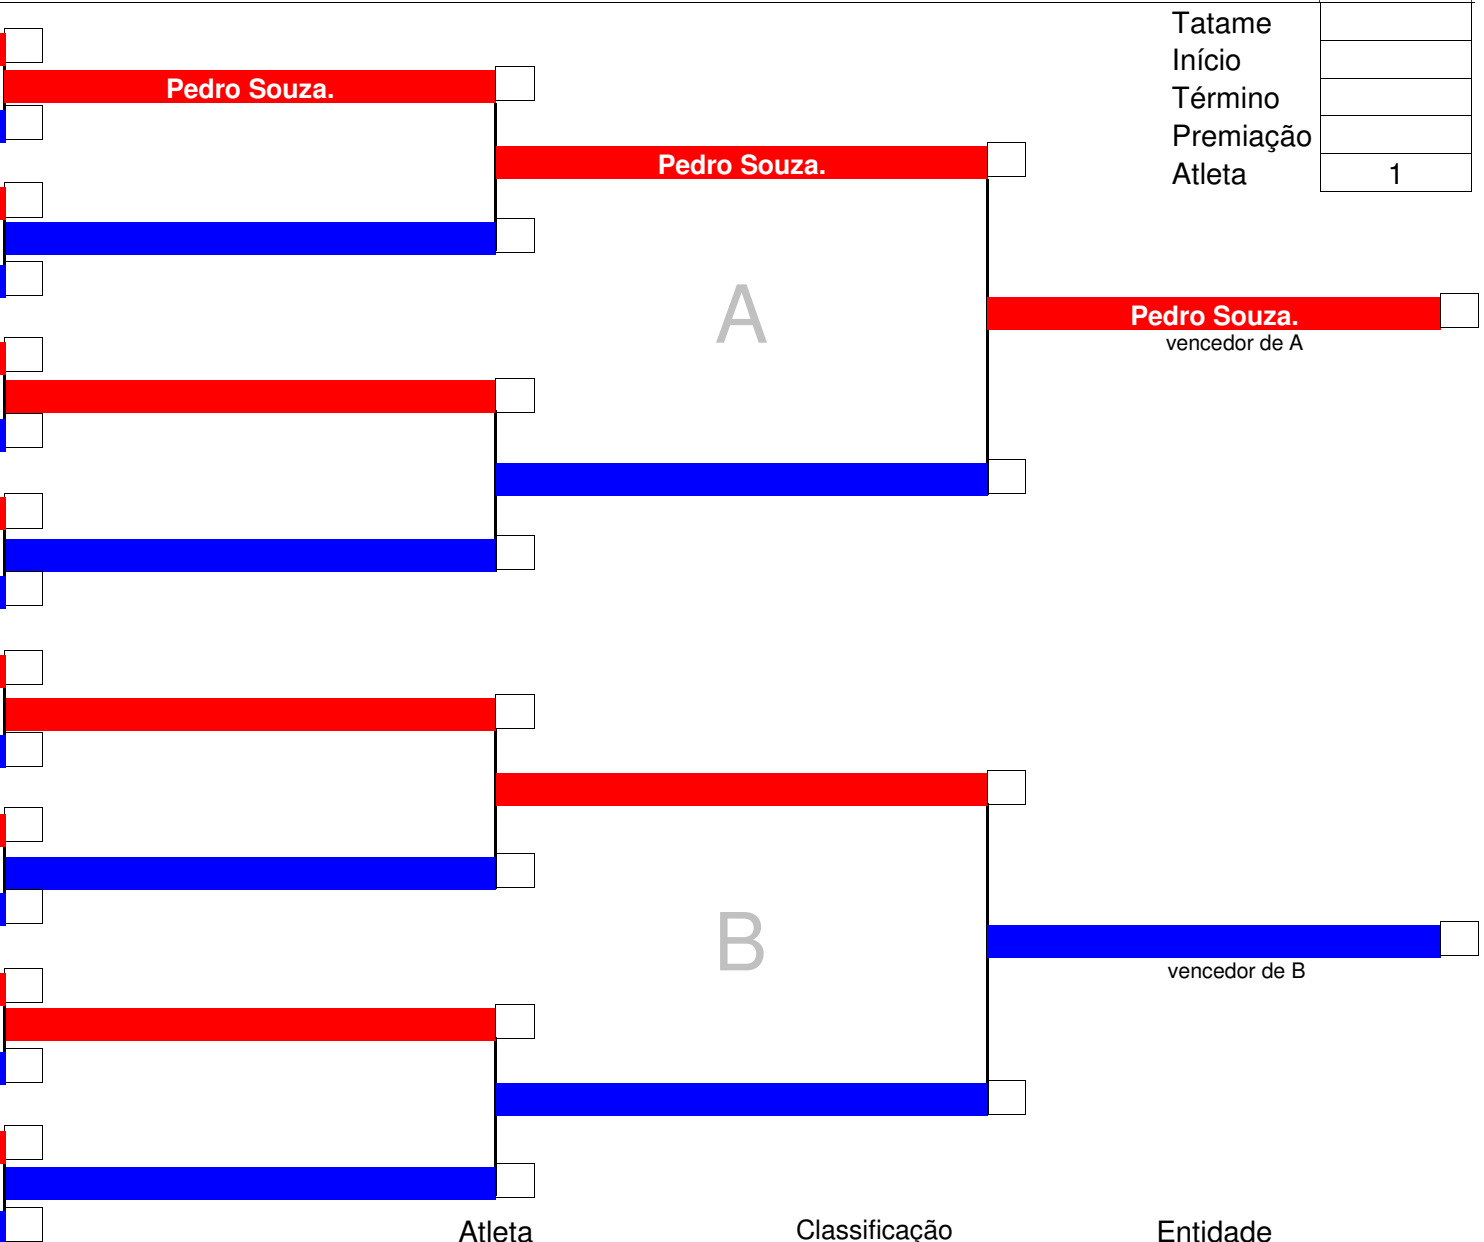 Tatame
Início
Término
Premiação
Atleta 1
Pedro Souza.
Pedro Souza.
A
Pedro Souza.
vencedor de A
B
vencedor de B
Atleta Classificação Entidade